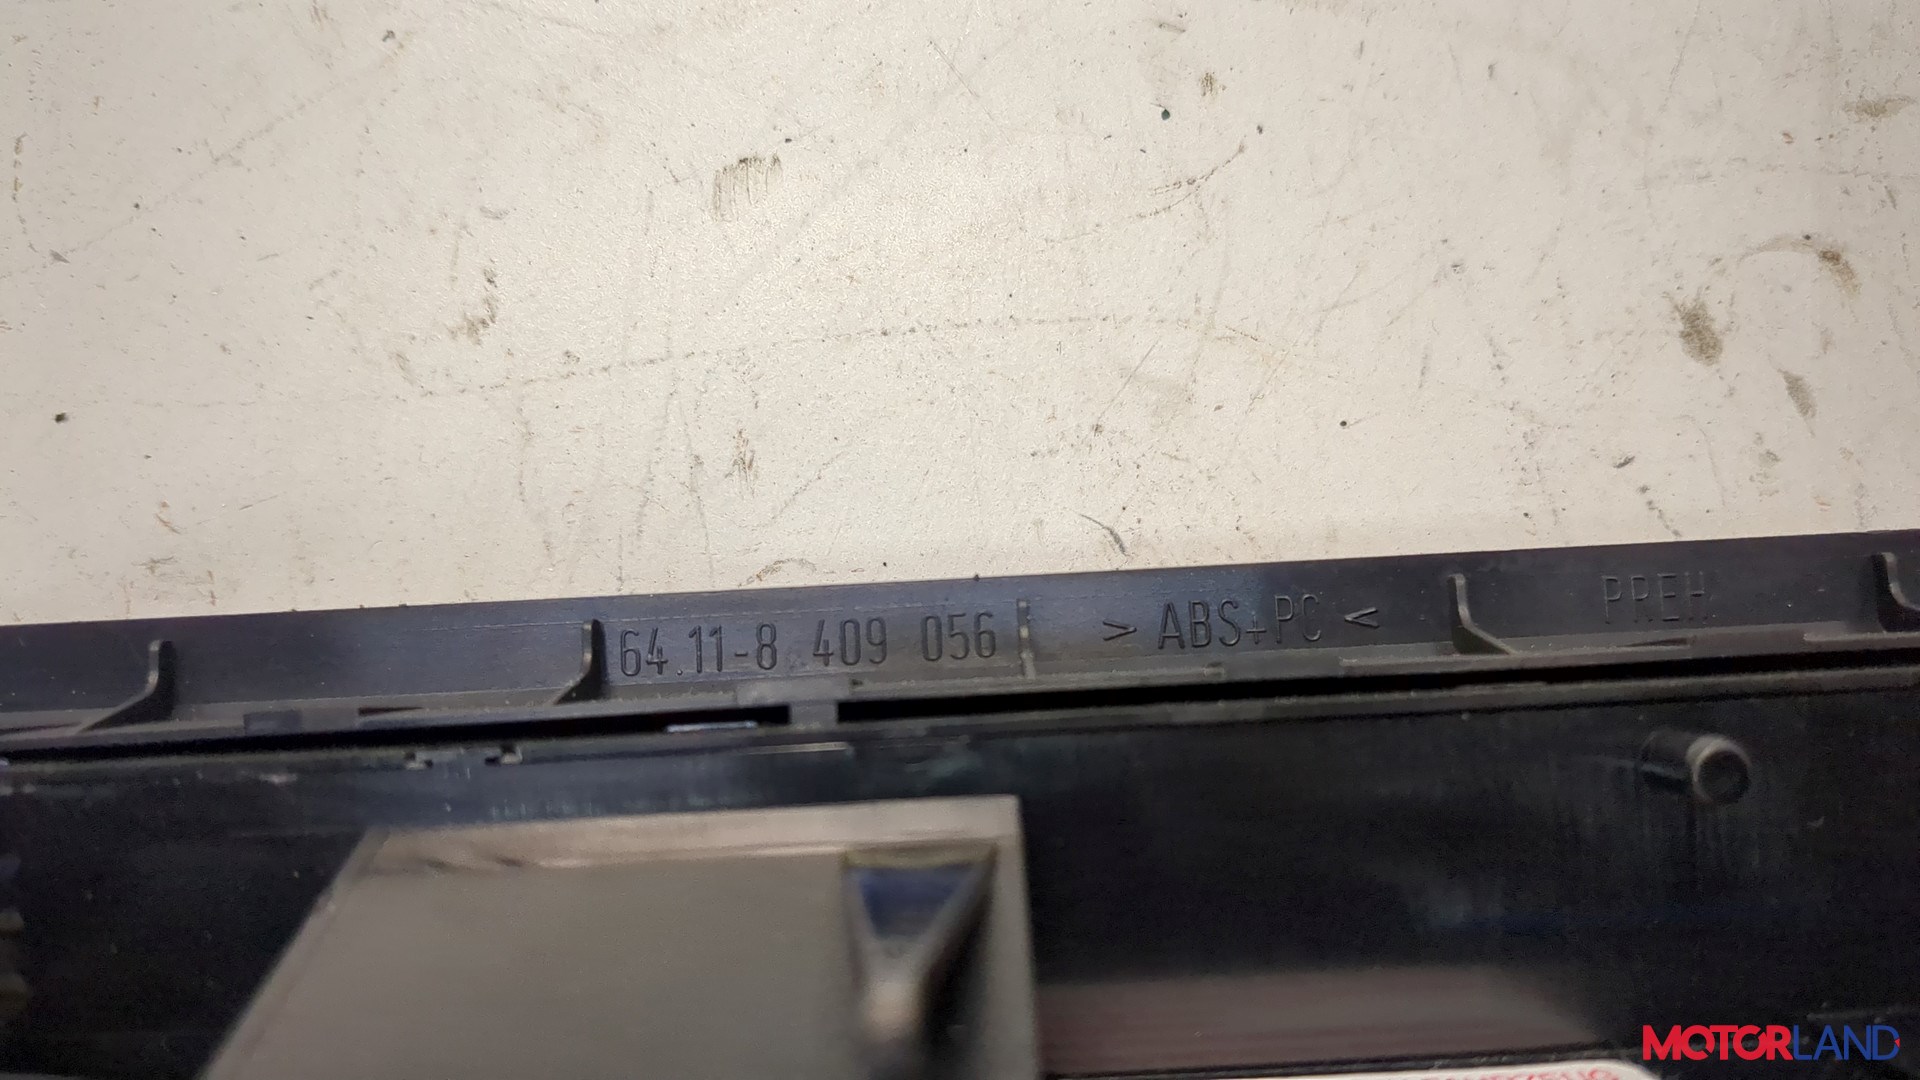 64.11-8 409 056 > ABS+PC < PREH
MOTORLAND